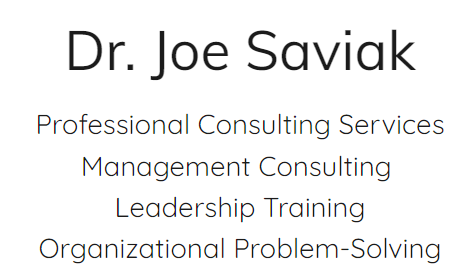 Dr. Joe Saviak
Professional Consulting Services
Management Consulting
Leadership Training
Organizational Problem-Solving